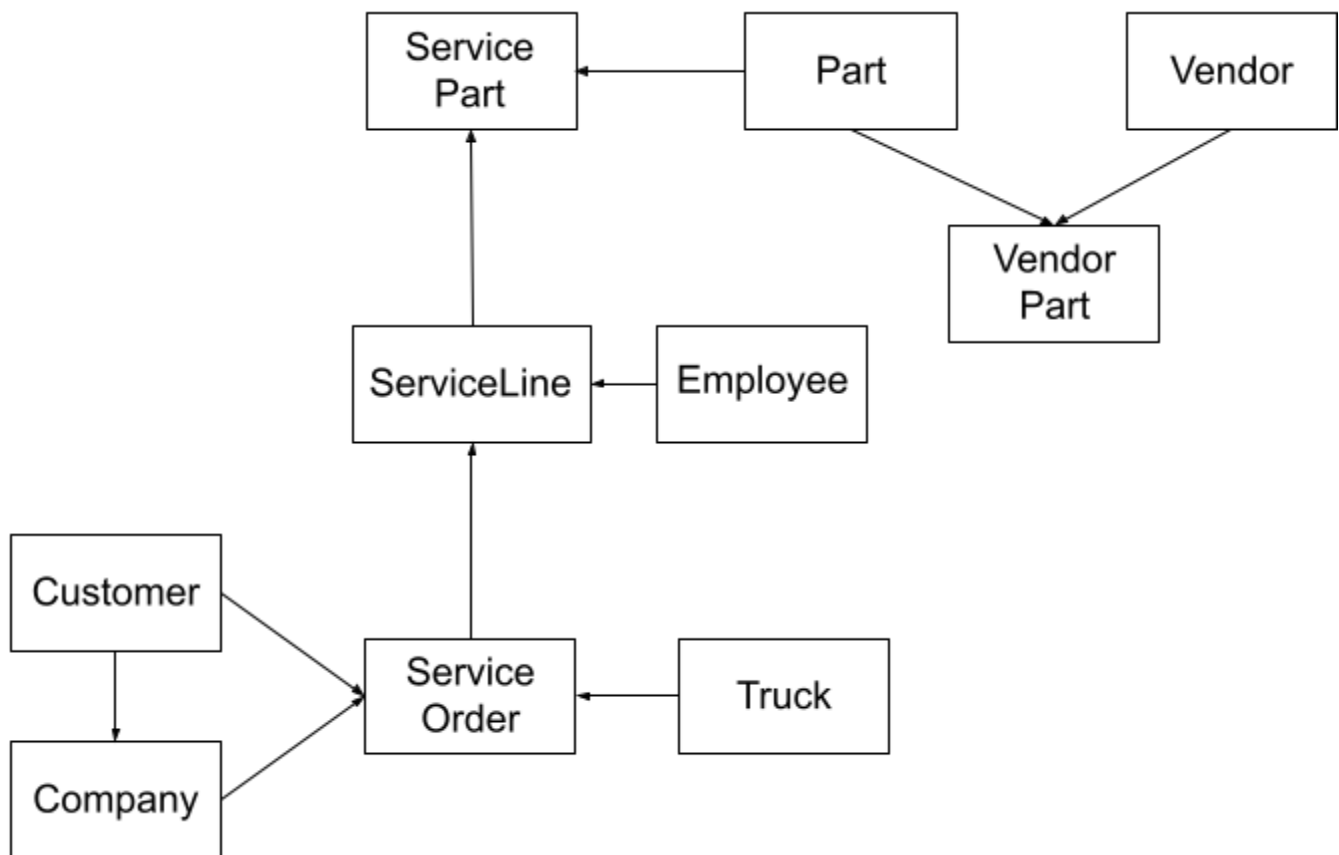 Service
Part
Part
Vendor
Vendor
Part
ServiceLine
Employee
Customer
Service
Order
Truck
Company